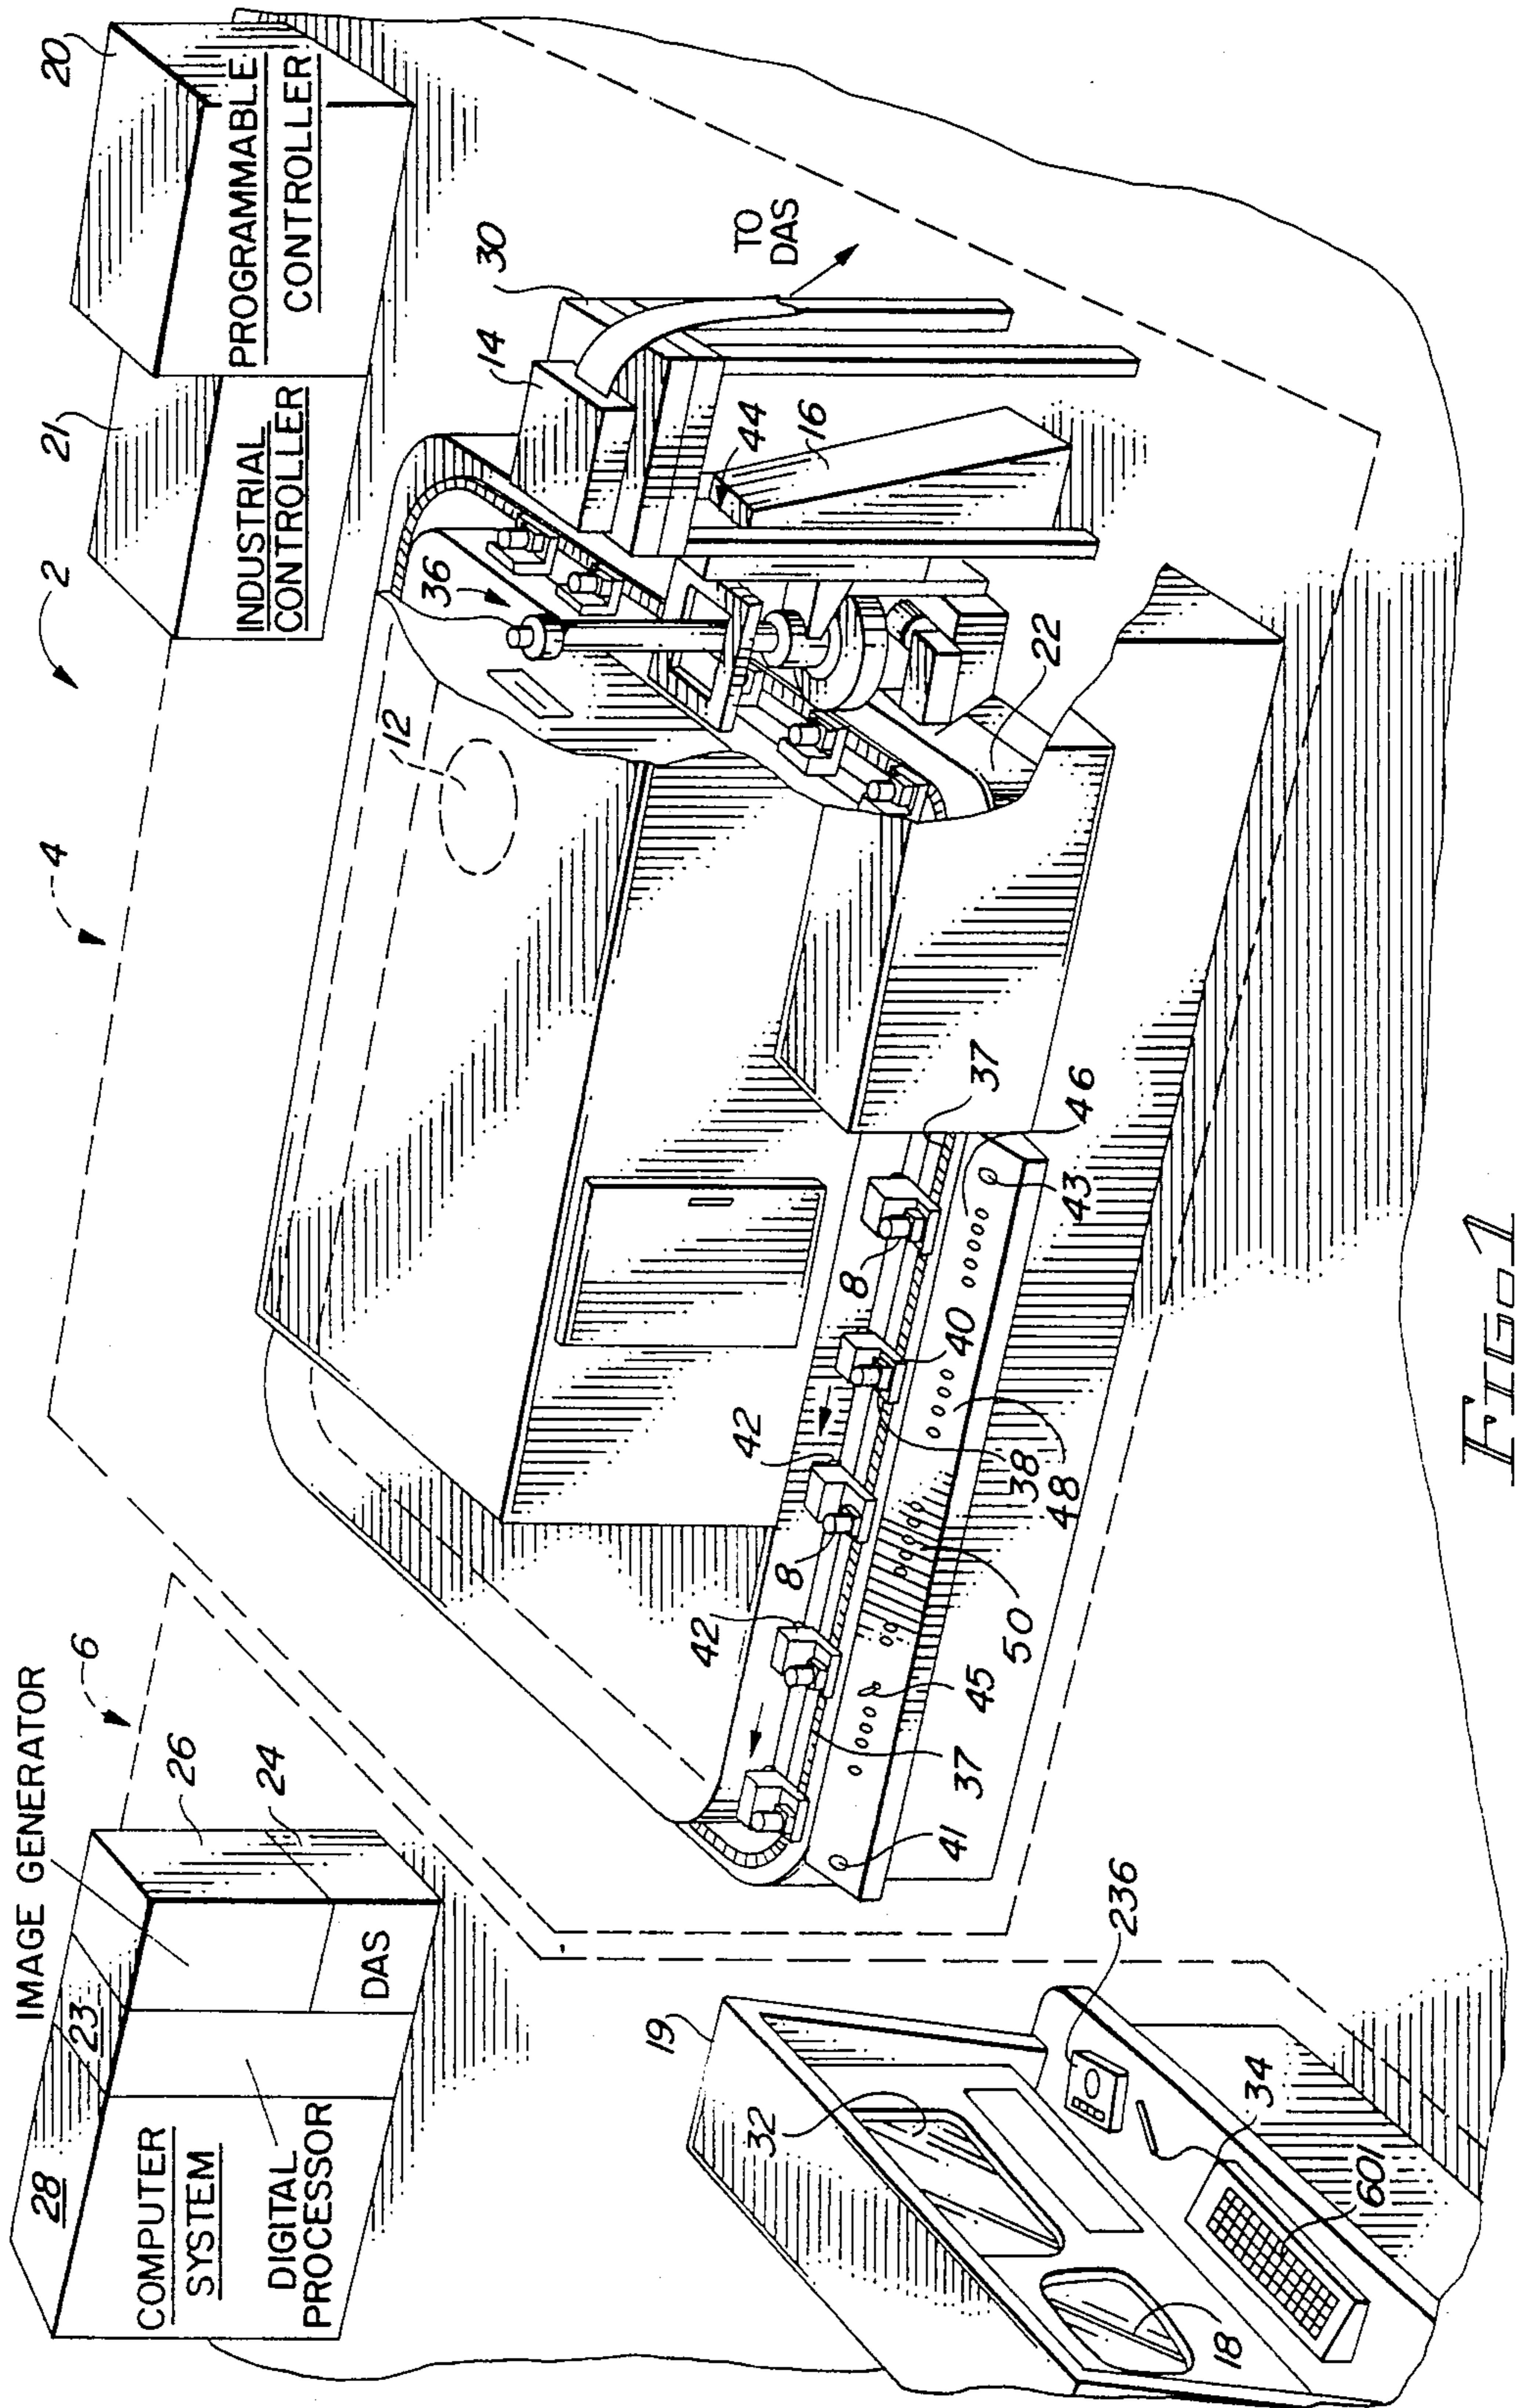 IMAGE GENERATOR
6
26
24
28
23
COMPUTER
SYSTEM
DIGITAL
PROCESSOR
DAS
4
2
21
20
INDUSTRIAL
CONTROLLER
PROGRAMMABLE
CONTROLLER
12
36
14
30
TO
DAS
44
16
22
42
42
8
8
40
38
48
37
46
43
50
45
37
41
19
32
18
236
34
601
FIG. 1